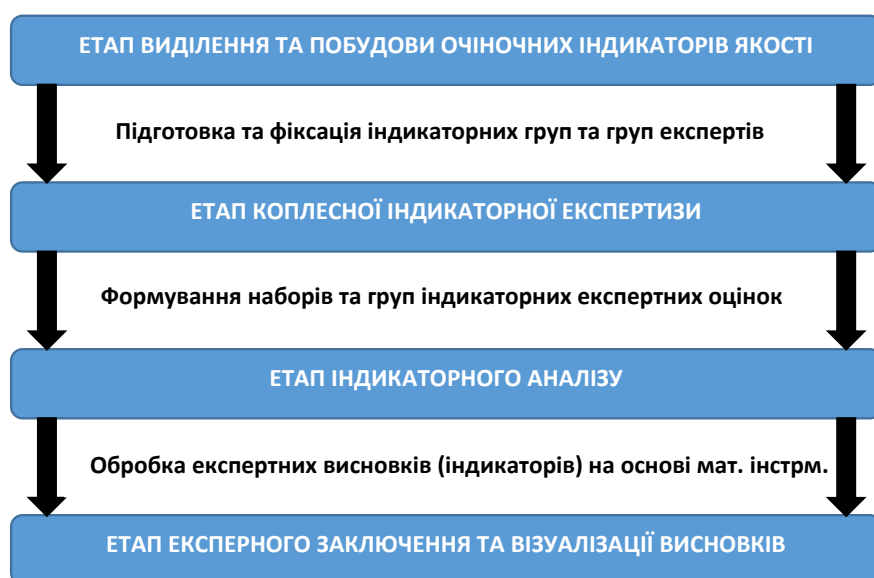 ЕТАП ВИДІЛЕННЯ ТА ПОБУДОВИ ОЧІНОЧНИХ ІНДИКАТОРІВ ЯКОСТІ
Підготовка та фіксація індикаторних груп та груп експертів
ЕТАП КОПЛЕСНОЇ ІНДИКАТОРНОЇ ЕКСПЕРТИЗИ
Формування наборів та груп індикаторних експертних оцінок
ЕТАП ІНДИКАТОРНОГО АНАЛІЗУ
Обробка експертних висновків (індикаторів) на основі мат. інстрм.
ЕТАП ЕКСПЕРНОГО ЗАКЛЮЧЕННЯ ТА ВІЗУАЛІЗАЦІЇ ВИСНОВКІВ